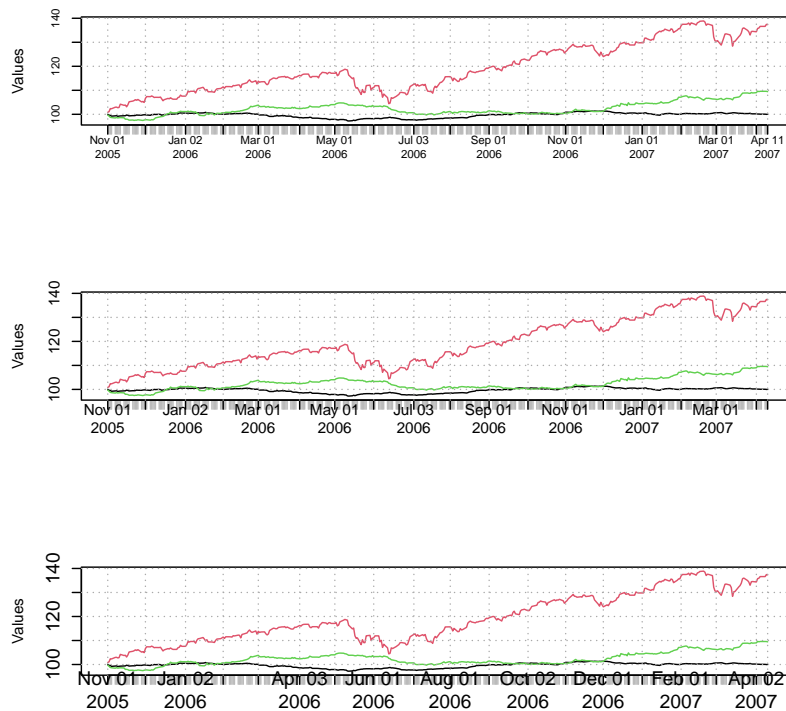 140
120
100
Values
Nov 01 Jan 02 Mar 01 May 01 Jul 03 Sep 01 Nov 01 Jan 01 Mar 01 Apr 11
2005 2006 2006 2006 2006 2006 2006 2007 2007 2007
140
120
100
Values
Nov 01 Jan 02 Mar 01 May 01 Jul 03 Sep 01 Nov 01 Jan 01 Mar 01
2005 2006 2006 2006 2006 2006 2006 2007 2007
140
120
100
Values
Nov 01 Jan 02 Apr 03 Jun 01 Aug 01 Oct 02 Dec 01 Feb 01 Apr 02
2005 2006 2006 2006 2006 2006 2006 2007 2007